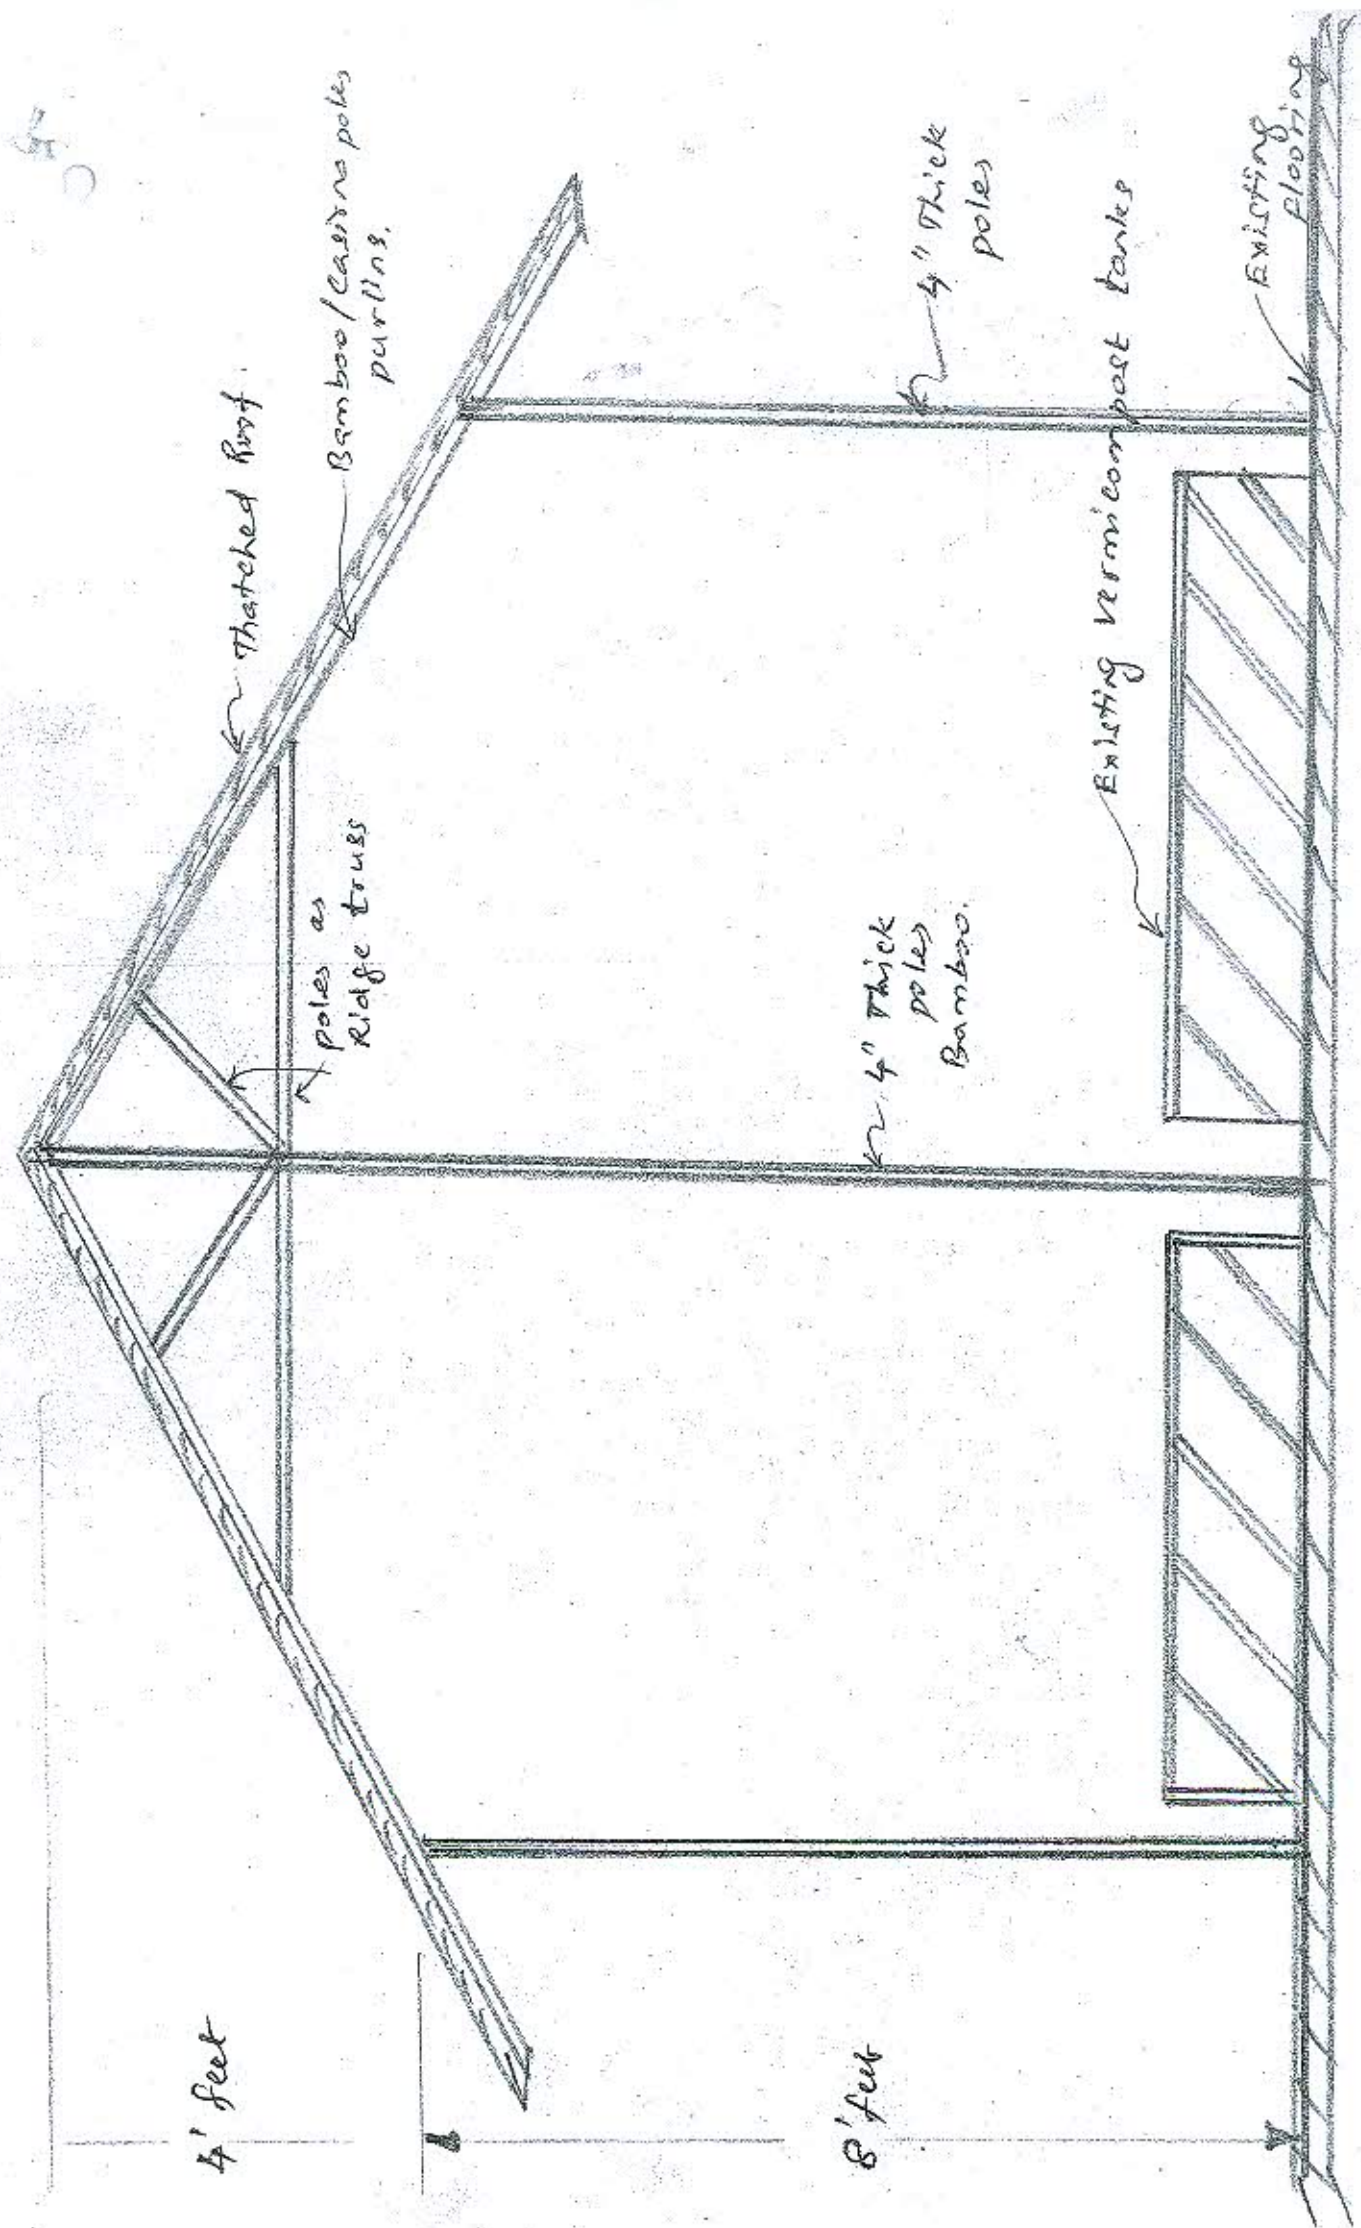 Thatched Roof.
Bamboo/casirno poles
purlins.
poles as
Ridge truss
4" Thick
poles
4" Thick
poles
Bamboo.
Existing vermicompost tanks
Existing
flooring
4' feet
8' feet